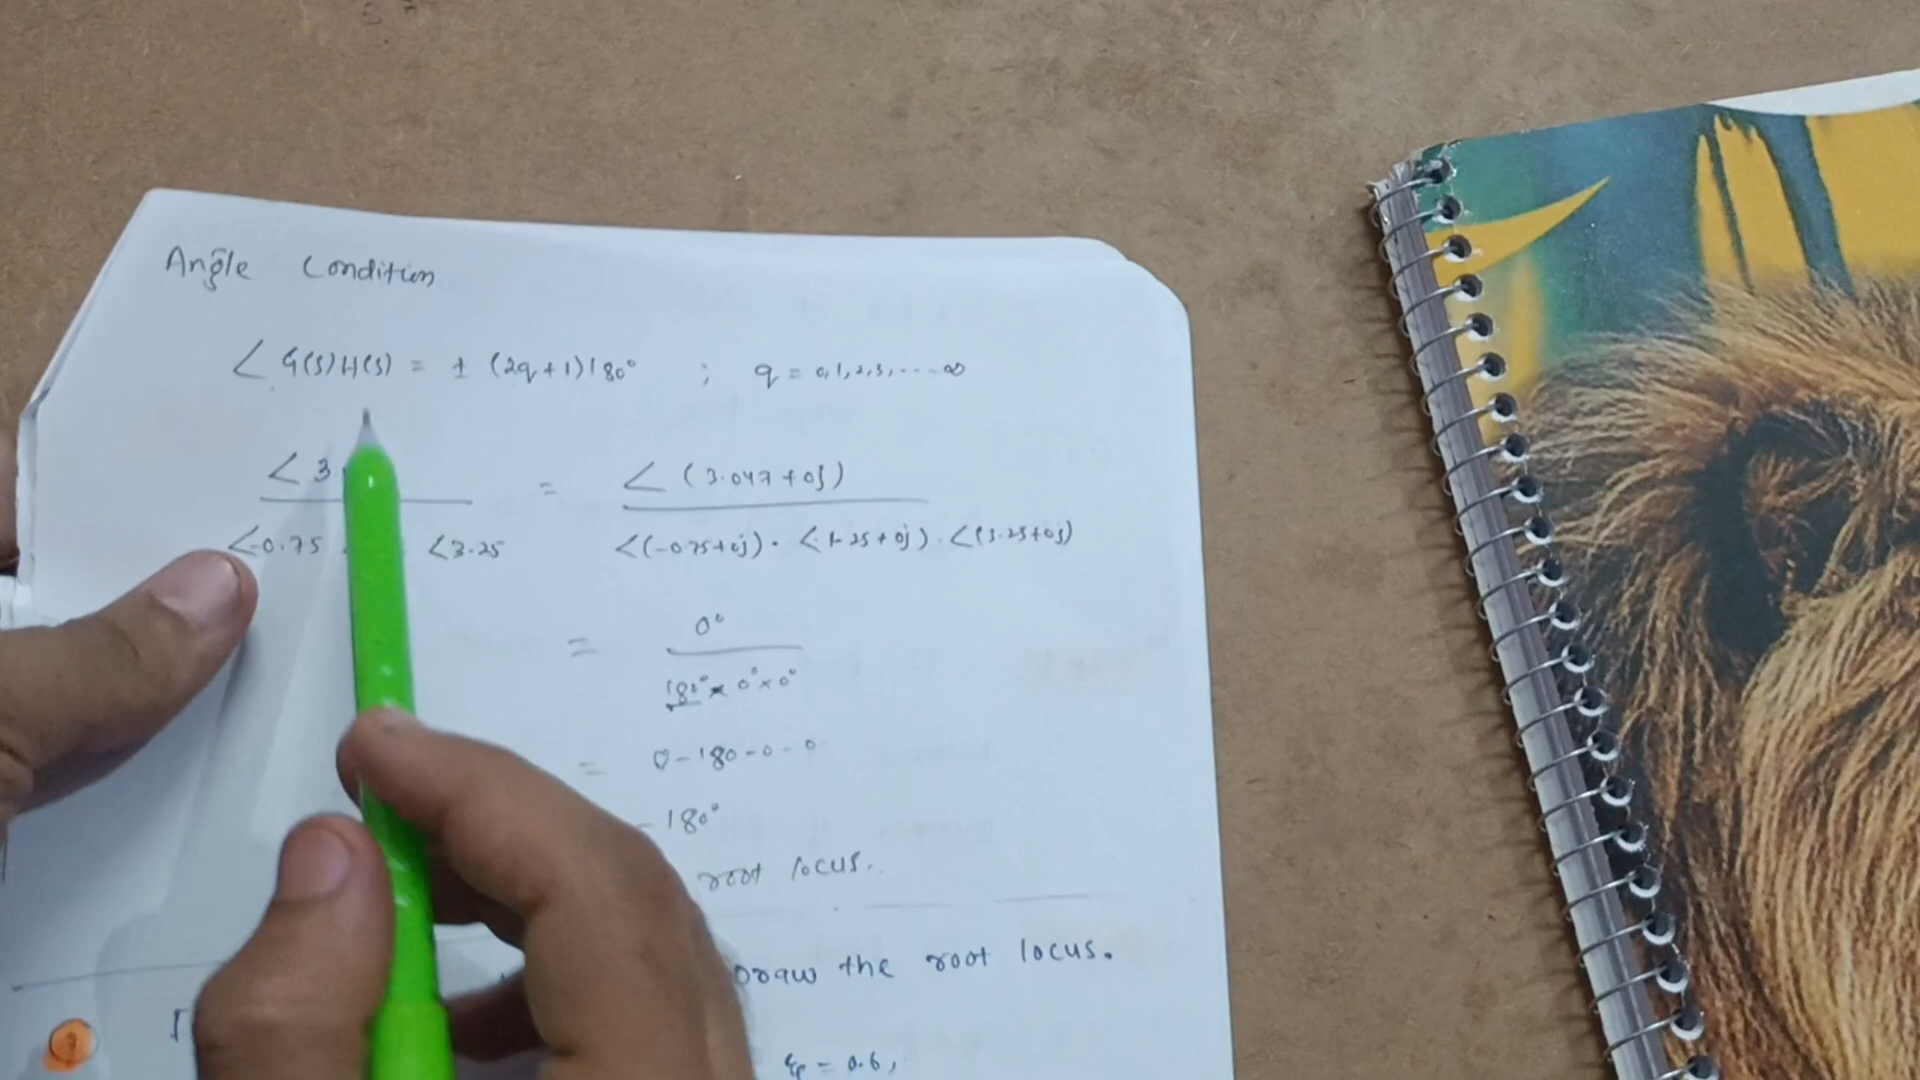 Angle Condition
∠ G(s)H(s) = ± (2q+1)180° ; q = 0,1,2,3,....∞
∠3 = ∠(3.047+0j)
∠-0.75 ∠3.25 ∠(-0.75+0j) . ∠(1.25+0j) . ∠(3.25+0j)
= 0°
180° × 0° × 0°
= 0-180-0-0
-180°
root locus.
Draw the root locus.
= 0.6,